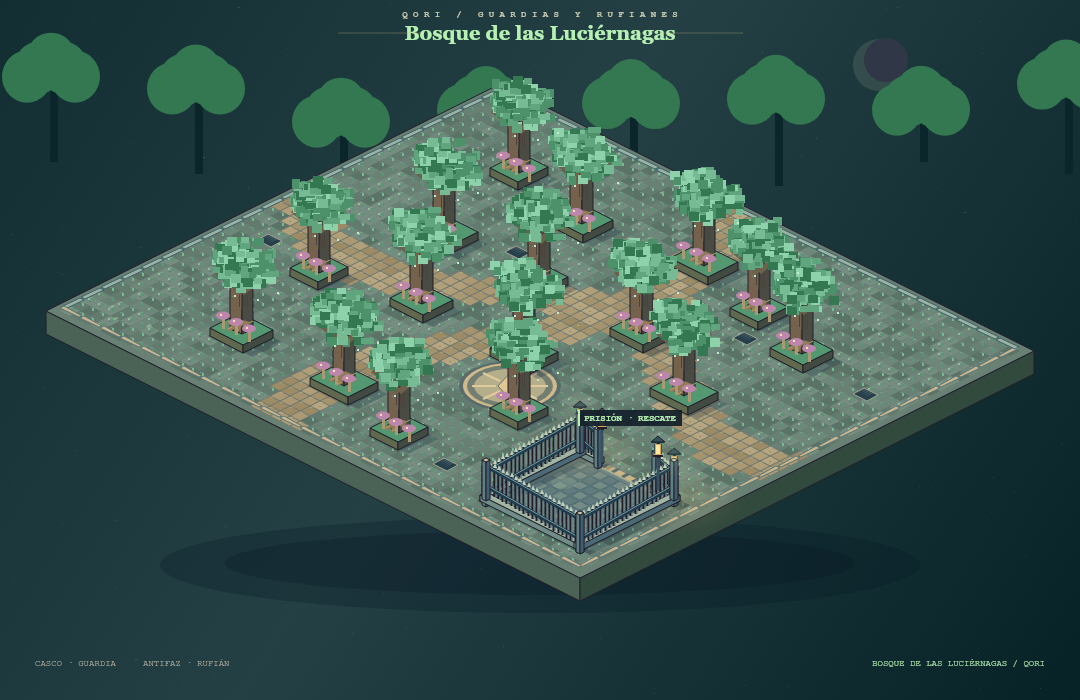 QORI / GUARDIAS Y RUFIANES
Bosque de las Luciérnagas
PRISIÓN · RESCATE
CASCO · GUARDIA ANTIFAZ · RUFIÁN
BOSQUE DE LAS LUCIÉRNAGAS / QORI